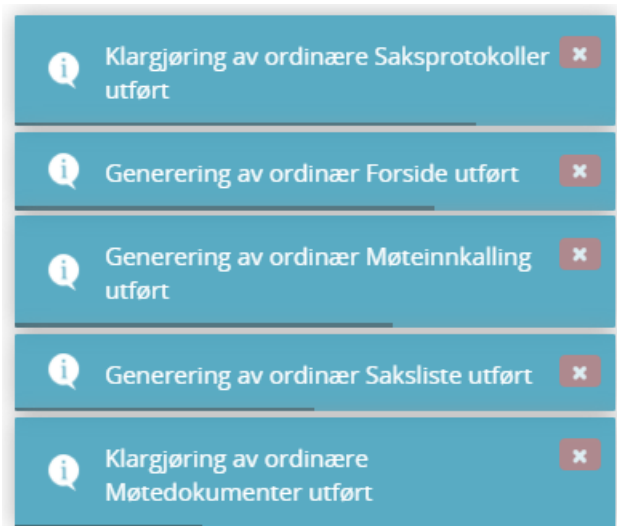 Klargjøring av ordinære Saksprotokoller
utført
Generering av ordinær Forside utført
Generering av ordinær Møteinnkalling
utført
Generering av ordinær Saksliste utført
Klargjøring av ordinære
Møtedokumenter utført